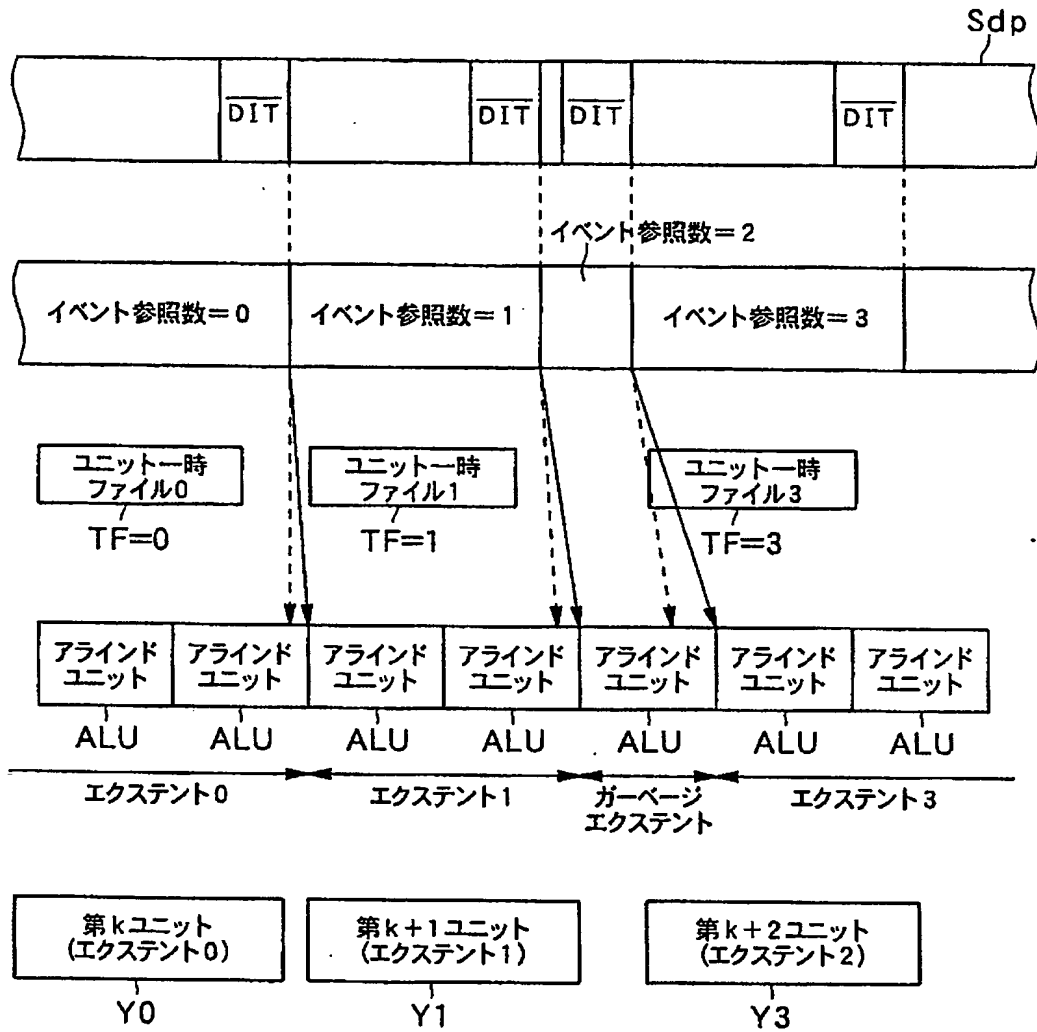 Sdp
DIT DIT DIT DIT
イベント参照数=2
イベント参照数=0 イベント参照数=1 イベント参照数=3
ユニット一時 ユニット一時 ユニット一時
ファイル0 ファイル1 ファイル3
TF=0 TF=1 TF=3
アラインド アラインド アラインド アラインド アラインド アラインド アラインド
ユニット ユニット ユニット ユニット ユニット ユニット ユニット
ALU ALU ALU ALU ALU ALU ALU
エクステント0 エクステント1 ガーベージ エクステント3
エクステント
第k ユニット 第k+1ユニット 第k+2ユニット
(エクステント0) (エクステント1) (エクステント2)
Y0 Y1 Y3